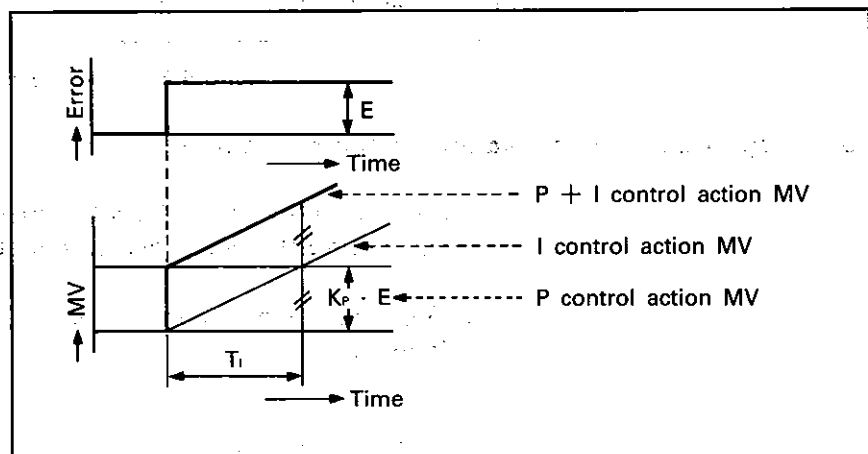 Error
E
Time
P + I control action MV
I control action MV
MV
KP · E
P control action MV
TI
Time